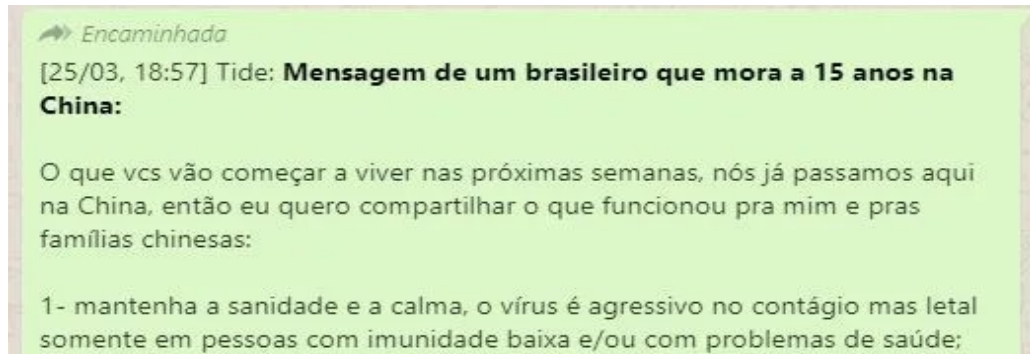 Encaminhada
[25/03, 18:57] Tide: Mensagem de um brasileiro que mora a 15 anos na
China:
O que vcs vão começar a viver nas próximas semanas, nós já passamos aqui
na China, então eu quero compartilhar o que funcionou pra mim e pras
famílias chinesas:
1- mantenha a sanidade e a calma, o vírus é agressivo no contágio mas letal
somente em pessoas com imunidade baixa e/ou com problemas de saúde;